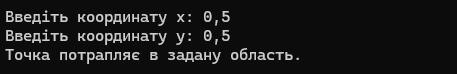 Введіть координату x: 0,5
Введіть координату y: 0,5
Точка потрапляє в задану область.